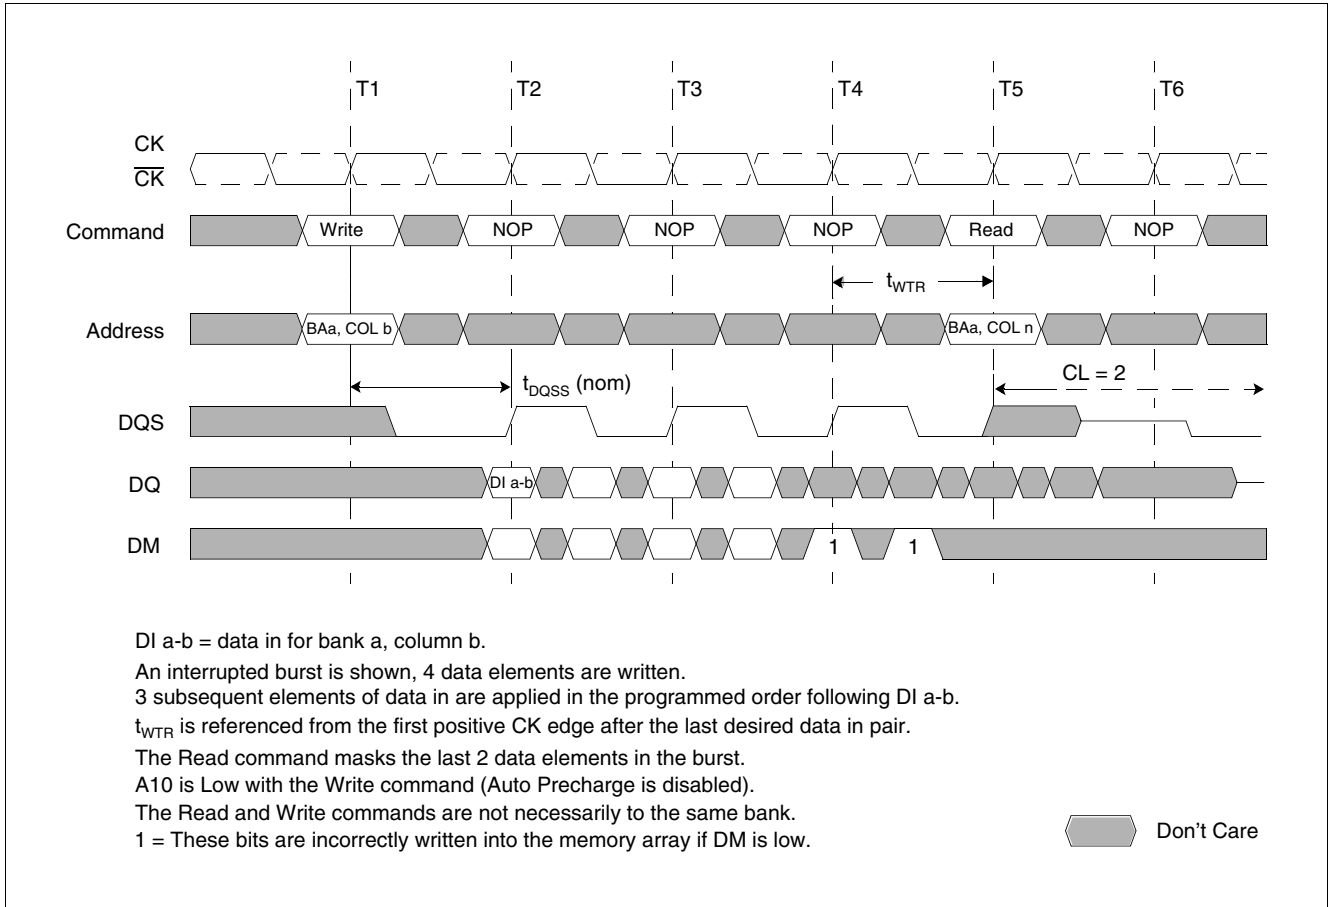 T1 T2 T3 T4 T5 T6
CK
CK
Command Write NOP NOP NOP Read NOP
tWTR
Address BAa, COL b BAa, COL n
tDQSS (nom) CL = 2
DQS
DQ DI a-b
DM 1 1
DI a-b = data in for bank a, column b.
An interrupted burst is shown, 4 data elements are written.
3 subsequent elements of data in are applied in the programmed order following DI a-b.
tWTR is referenced from the first positive CK edge after the last desired data in pair.
The Read command masks the last 2 data elements in the burst.
A10 is Low with the Write command (Auto Precharge is disabled).
The Read and Write commands are not necessarily to the same bank.
1 = These bits are incorrectly written into the memory array if DM is low.
Don't Care